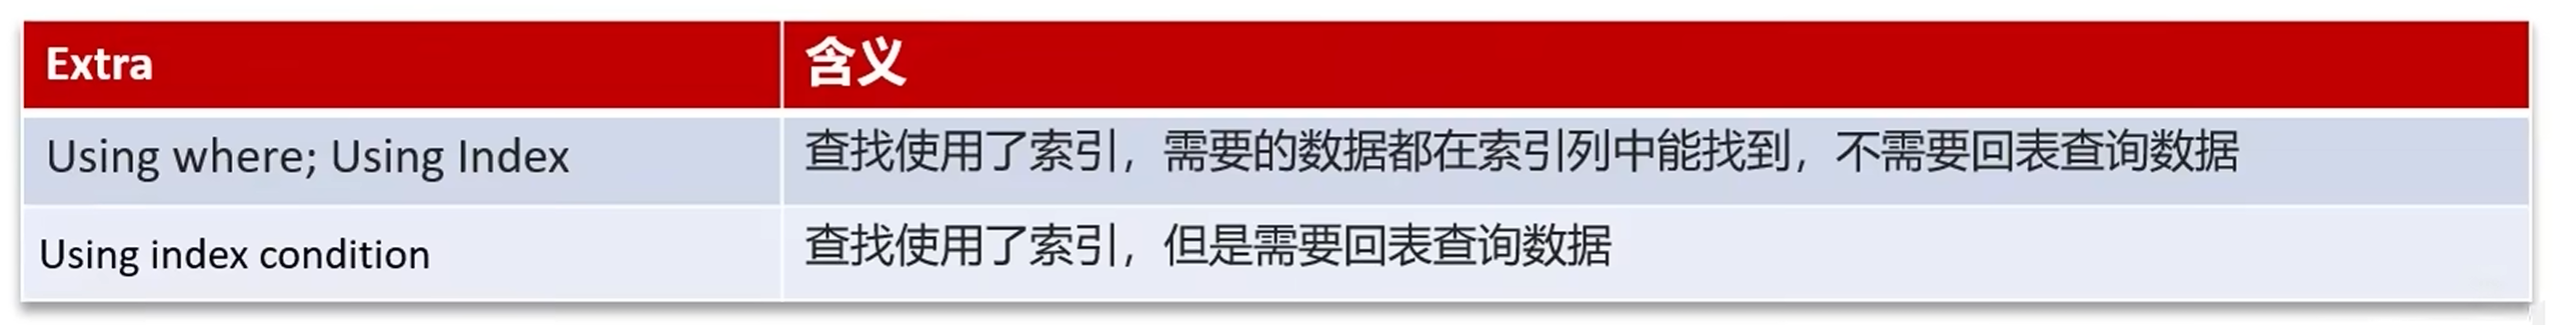 Extra
含义
Using where; Using Index
查找使用了索引，需要的数据都在索引列中能找到，不需要回表查询数据
Using index condition
查找使用了索引，但是需要回表查询数据